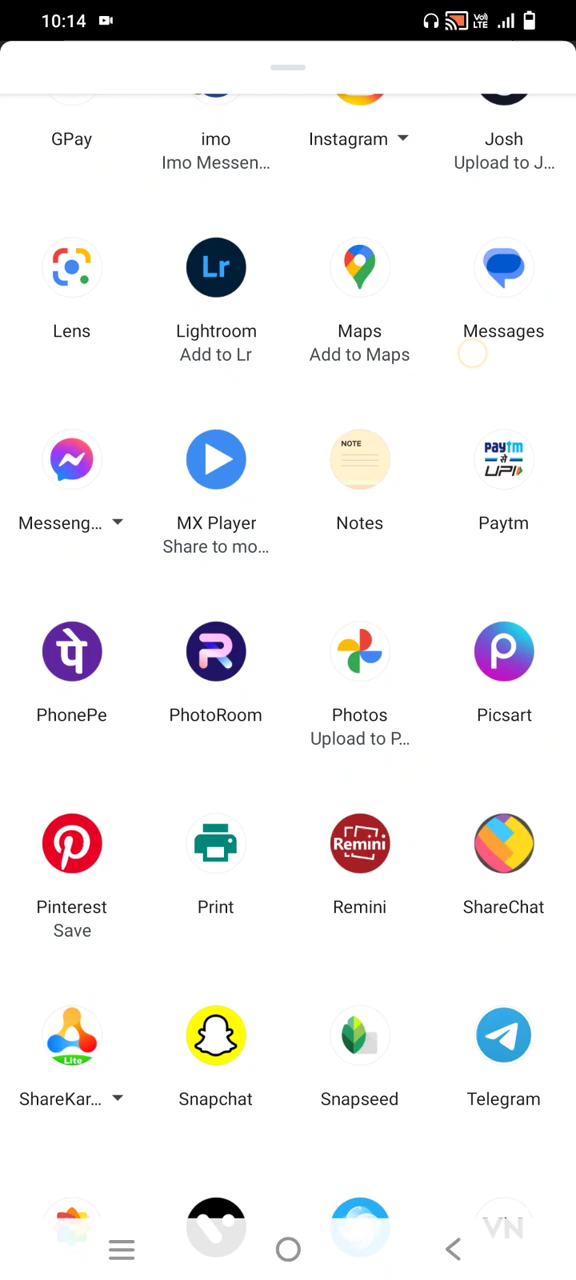 10:14
Vo)
LTE
GPay
imo
Instagram
Josh
Imo Messen...
Upload to J...
Lr
Lens
Lightroom
Maps
Messages
Add to Lr
Add to Maps
NOTE
paytm
से
UPI
Messeng...
MX Player
Notes
Paytm
Share to mo...
पे
PhonePe
PhotoRoom
Photos
Picsart
Upload to P...
Remini
Pinterest
Print
Remini
ShareChat
Save
Lite
ShareKar...
Snapchat
Snapseed
Telegram
VN